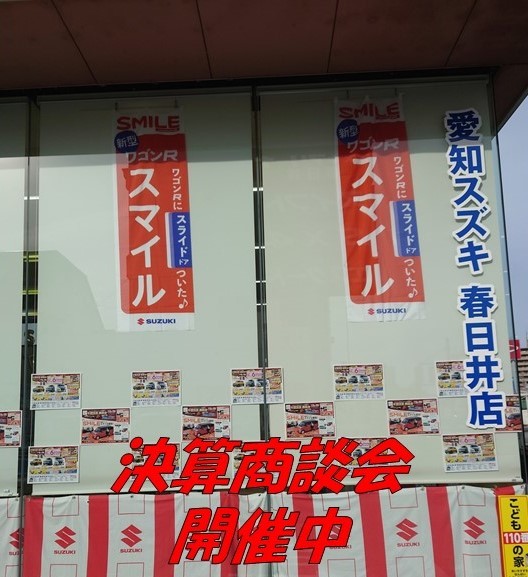 SMILE
新型
ワゴンR
スマイル
ワゴンRに
スライドドア
ついた♪
SUZUKI
SMILE
新型
ワゴンR
スマイル
ワゴンRに
スライドドア
ついた♪
SUZUKI
愛知スズキ 春日井店
決算商談会
開催中
SUZUKI
SUZUKI
SUZUKI
SUZUKI
こども
110番
の家